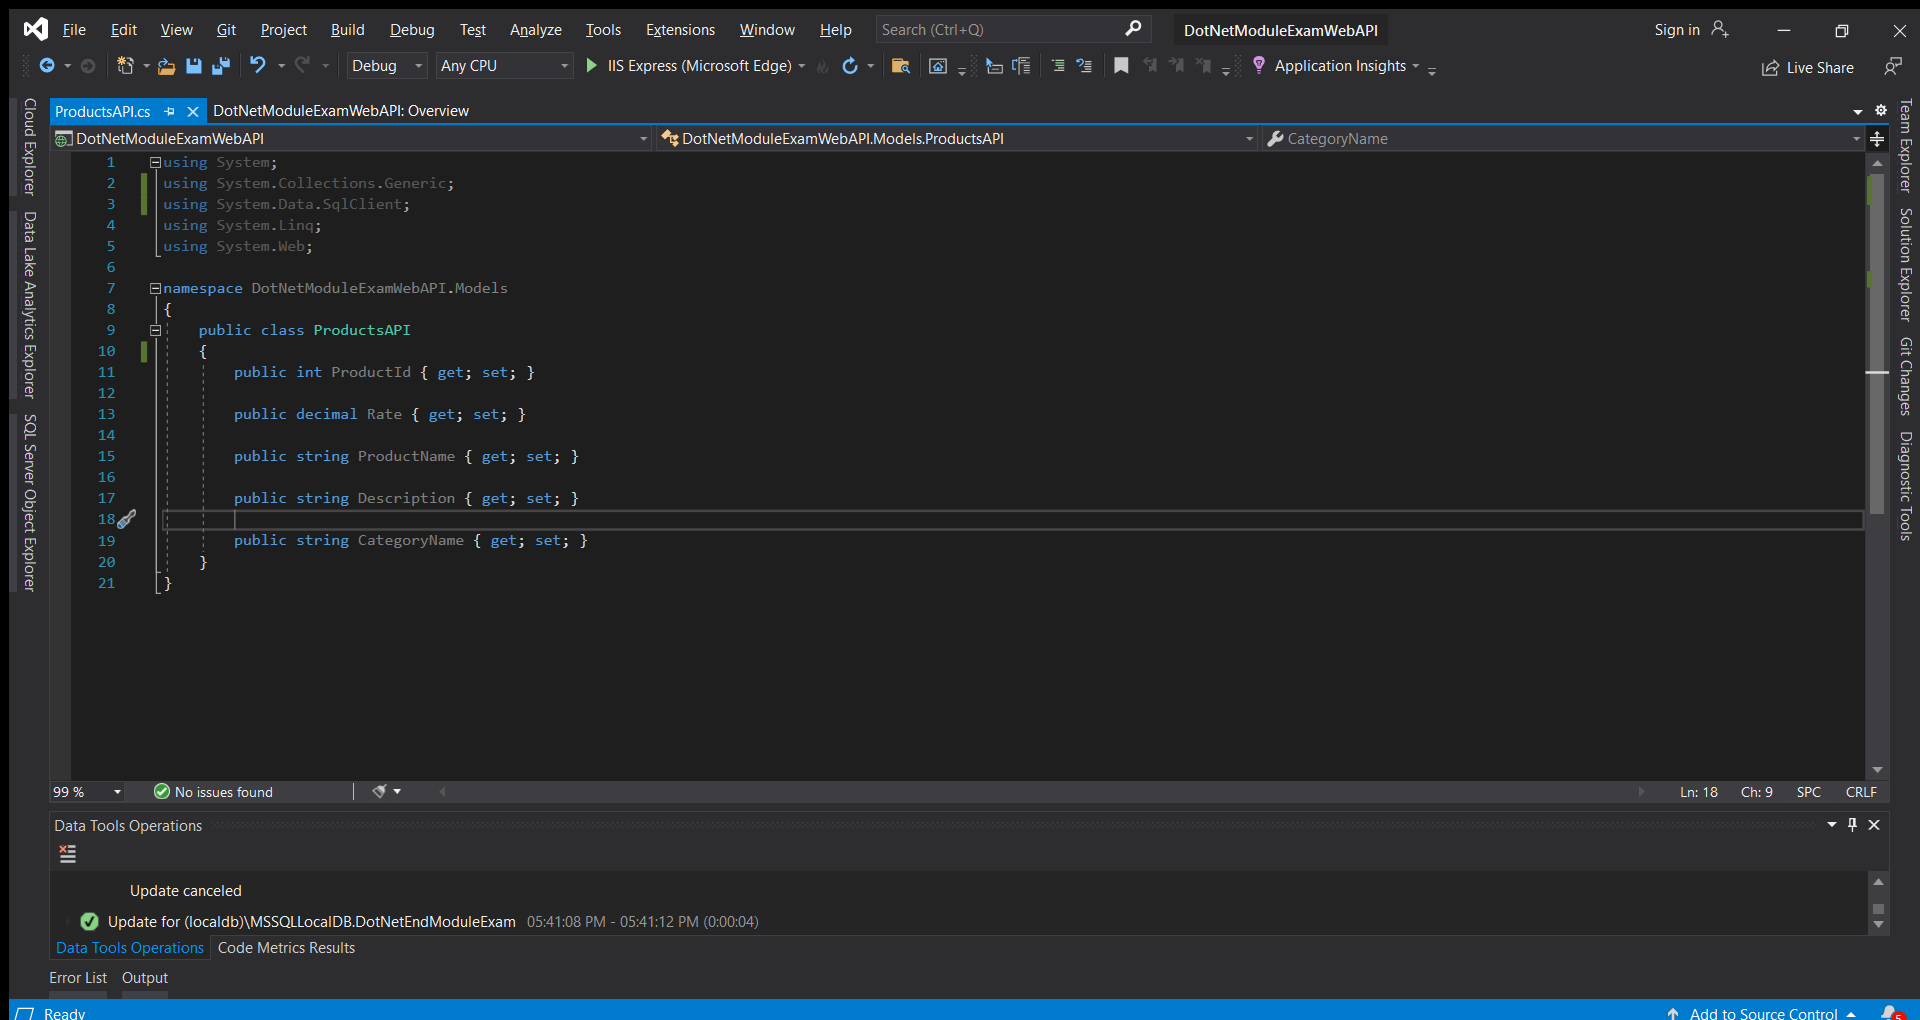 File Edit View Git Project Build Debug Test Analyze Tools Extensions Window Help Search (Ctrl+Q) DotNetModuleExamWebAPI Sign in
Debug Any CPU IIS Express (Microsoft Edge) Application Insights Live Share
ProductsAPI.cs DotNetModuleExamWebAPI: Overview
DotNetModuleExamWebAPI DotNetModuleExamWebAPI.Models.ProductsAPI CategoryName
Cloud Explorer
Data Lake Analytics Explorer
SQL Server Object Explorer
1 using System;
2 using System.Collections.Generic;
3 using System.Data.SqlClient;
4 using System.Linq;
5 using System.Web;
6
7 namespace DotNetModuleExamWebAPI.Models
8 {
9 public class ProductsAPI
10 {
11 public int ProductId { get; set; }
12
13 public decimal Rate { get; set; }
14
15 public string ProductName { get; set; }
16
17 public string Description { get; set; }
18
19 public string CategoryName { get; set; }
20 }
21 }
Team Explorer
Solution Explorer
Git Changes
Diagnostic Tools
99 % No issues found Ln: 18 Ch: 9 SPC CRLF
Data Tools Operations
Update canceled
Update for (localdb)\MSSQLLocalDB.DotNetEndModuleExam 05:41:08 PM - 05:41:12 PM (0:00:04)
Data Tools Operations Code Metrics Results
Error List Output
Ready Add to Source Control 5